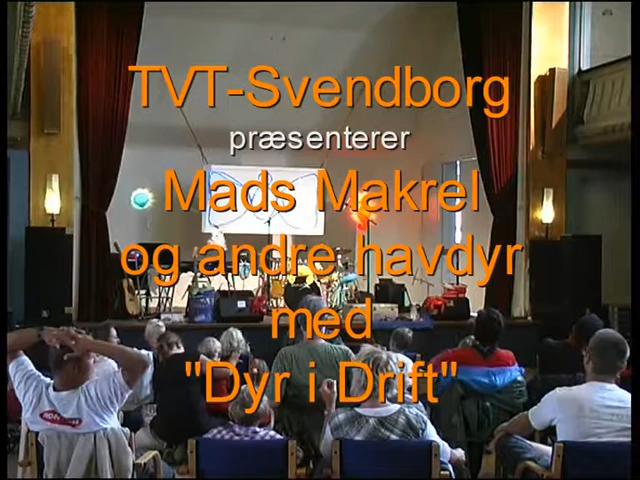 TVT-Svendborg
præsenterer
Mads Makrel
og andre havdyr
med
"Dyr i Drift"